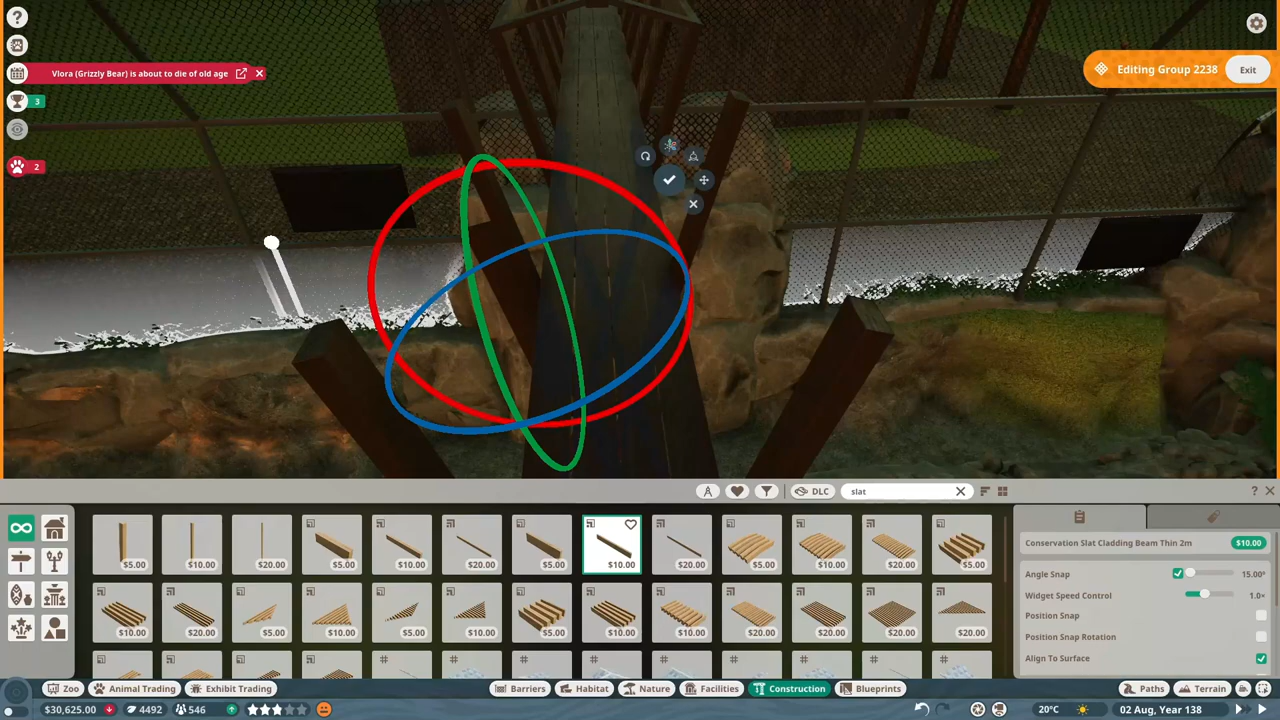 ?
Editing Group 2238
Exit
Vlora (Grizzly Bear) is about to die of old age
3
2
DLC
slat
?
$5.00
$10.00
$20.00
$5.00
$10.00
$20.00
$5.00
$10.00
$20.00
$5.00
$10.00
$20.00
$5.00
Conservation Slat Cladding Beam Thin 2m
$10.00
Angle Snap
15.00°
Widget Speed Control
1.0×
Position Snap
Position Snap Rotation
Align To Surface
$10.00
$20.00
$5.00
$10.00
$5.00
$20.00
$5.00
$10.00
$10.00
$20.00
$20.00
$20.00
$20.00
Zoo
Animal Trading
Exhibit Trading
Barriers
Habitat
Nature
Facilities
Construction
Blueprints
Paths
Terrain
$30,625.00
4492
546
20°C
02 Aug, Year 138